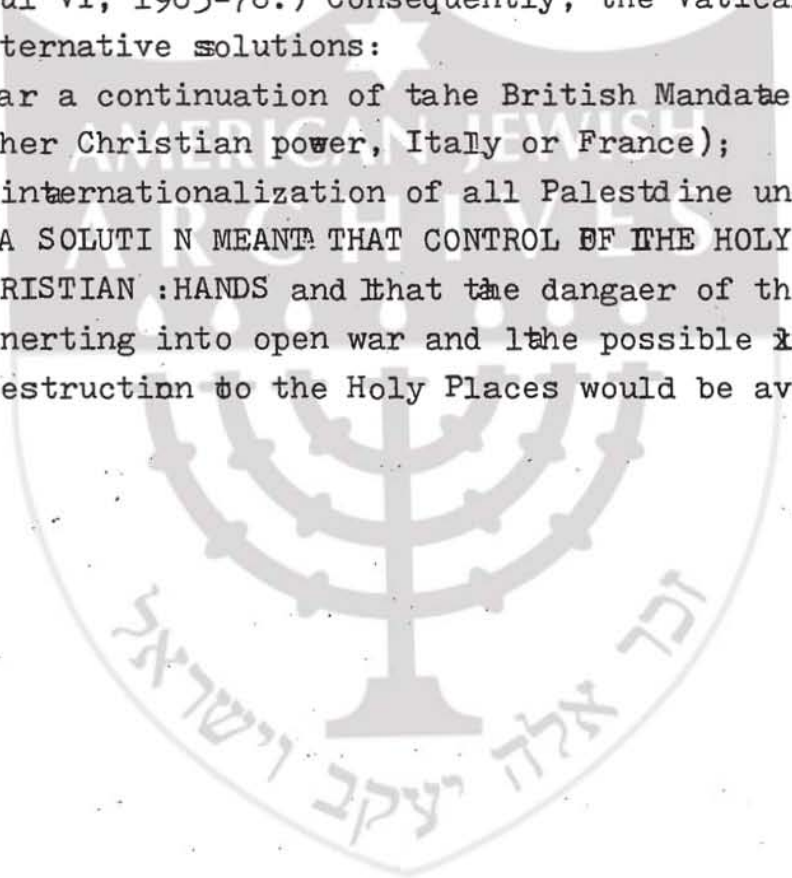 ul VI, 1963-78.) Consequently, the Vatica
ternative solutions:
ar a continuation of tahe British Mandate
her Christian power, Italy or France);
internationalization of all Palestdine un
A SOLUTI N MEANT THAT CONTROL OF THE HOLY
RISTIAN :HANDS and that the dangaer of th
nerting into open war and lthe possible
estruction to the Holy Places would be av
AMERICAN JEWISH
ARCHIVES
זכר אלה יעקב וישראל